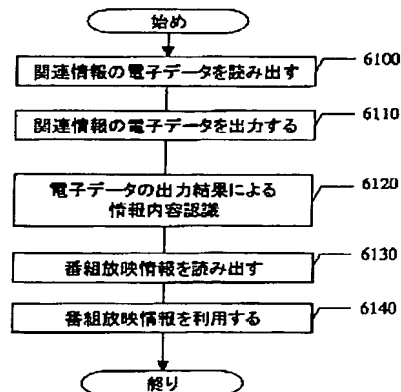 始め
関連情報の電子データを読み出す
6100
関連情報の電子データを出力する
6110
電子データの出力結果による
情報内容認識
6120
番組放映情報を読み出す
6130
番組放映情報を利用する
6140
終り